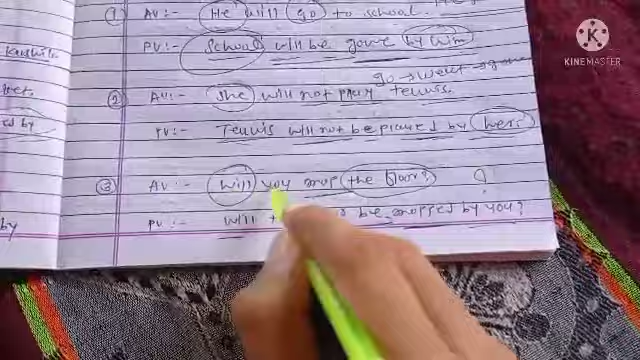 ① AV:- He will go to school.
PV:- School will be gone by him
go → went → gone
② AV:- She will not play tennis.
PV:- Tennis will not be played by her.
③ AV:- Will you mop the floor?
PV:- Will be mopped by you?
by
by
KINEMASTER